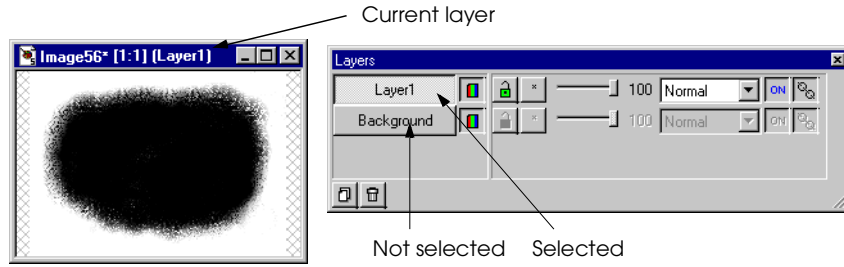 Current layer
Image56* [1:1] (Layer1)
Layers
Layer1 100 Normal ON
Background 100 Normal ON
Not selected Selected